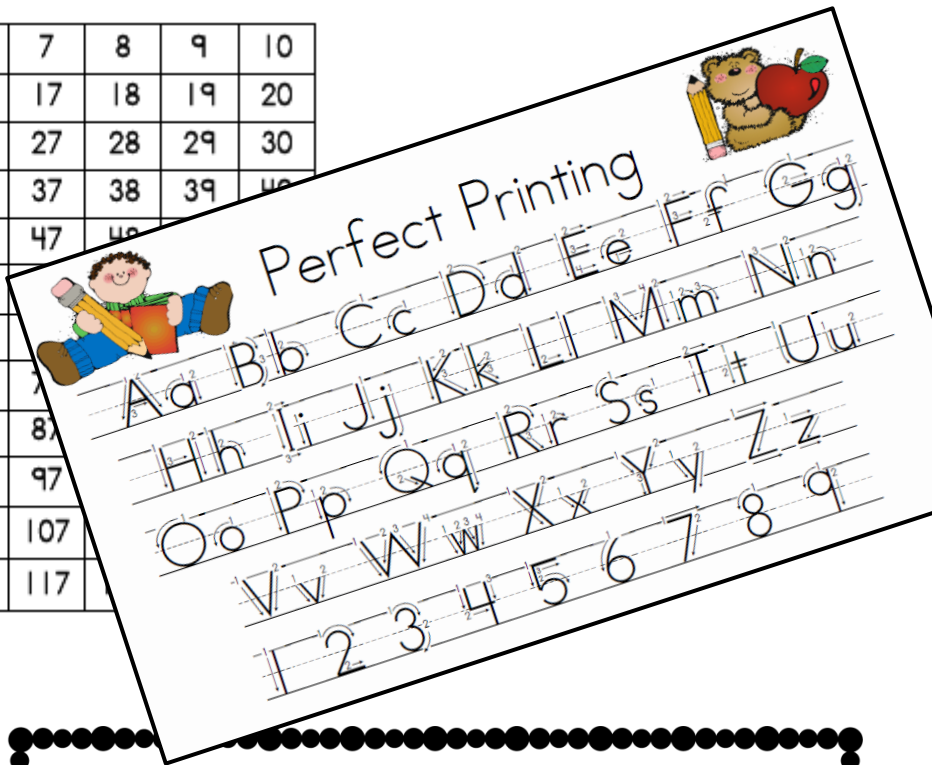 7 8 9 10
17 18 19 20
27 28 29 30
37 38 39
47
97
107
117
Perfect Printing
Aa Bb Cc Dd Ee Ff Gg
Hh Ii Jj Kk Ll Mm Nn
Oo Pp Qq Rr Ss Tt Uu
Vv Ww Xx Yy Zz
1 2 3 4 5 6 7 8 9